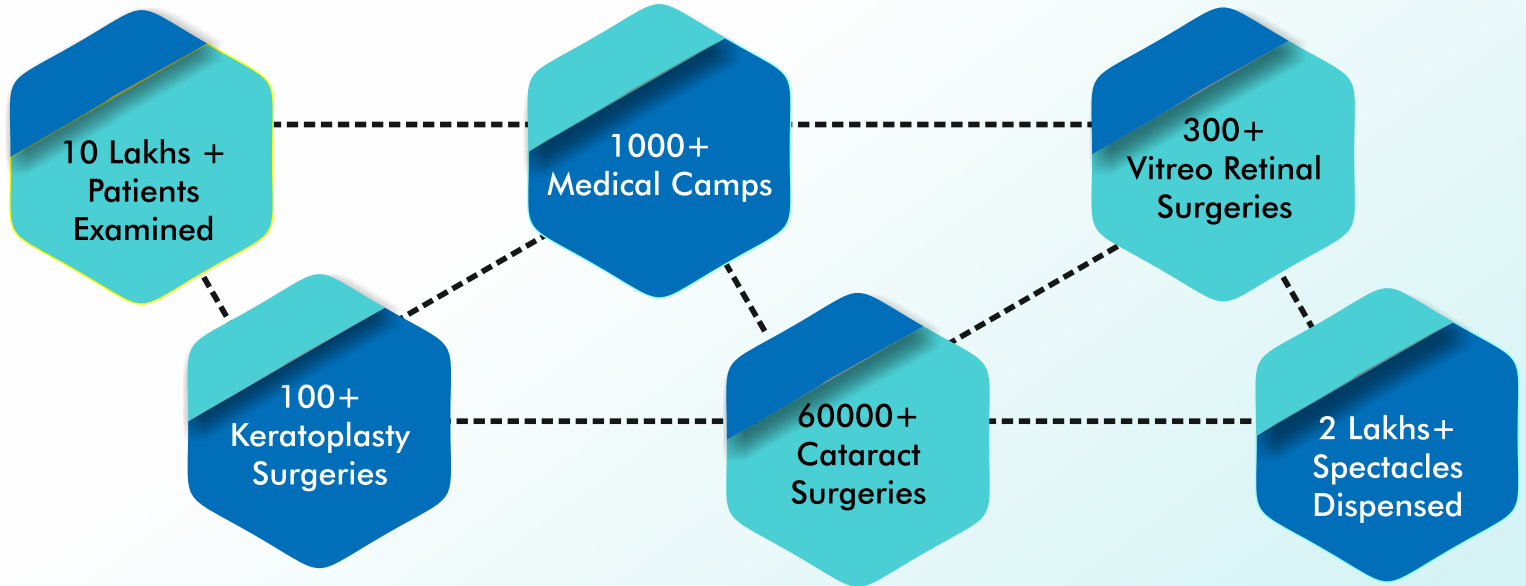 10 Lakhs +
Patients
Examined
1000+
Medical Camps
300+
Vitreo Retinal
Surgeries
100+
Keratoplasty
Surgeries
60000+
Cataract
Surgeries
2 Lakhs+
Spectacles
Dispensed